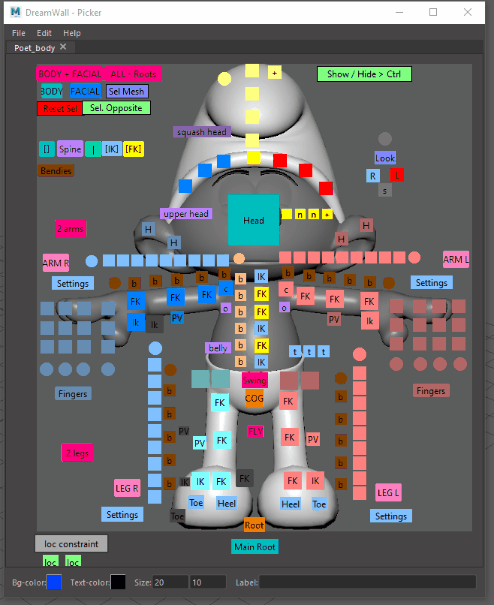 DreamWall - Picker
File Edit Help
Poet_body
BODY + FACIAL ALL - Roots
Show / Hide > Ctrl
BODY FACIAL Sel Mesh
Reset Sel Sel. Opposite
squash head
[] Spine | [IK] [FK]
Look
Bendies
R L
s
upper head Head n n *
2 arms H H H H
ARM R ARM L
Settings b b b b b b IK b b b b b Settings
FK FK FK c b FK c FK FK FK
Ik Ik PV o b FK o PV Ik
b IK
belly b FK t t t
Fingers Swing Fingers
COG
FK FK
PV PV FLY PV
2 legs FK FK
LEG R b IK IK FK FK FK IK b LEG L
Toe Heel Heel Toe
Settings Toe Root Settings
loc constraint Main Root
loc loc
Bg-color: Text-color: Size: 20 10 Label: